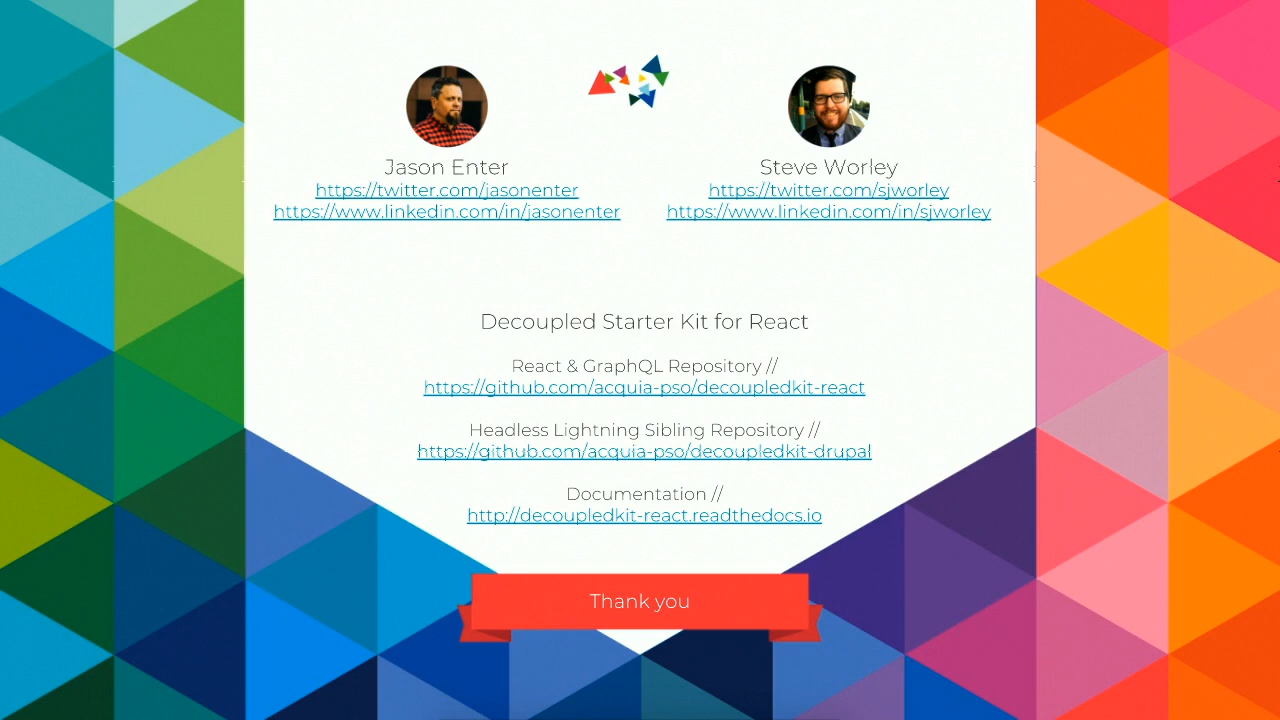 Jason Enter
https://twitter.com/jasonenter
https://www.linkedin.com/in/jasonenter
Steve Worley
https://twitter.com/sjworley
https://www.linkedin.com/in/sjworley
Decoupled Starter Kit for React
React & GraphQL Repository //
https://github.com/acquia-pso/decoupledkit-react
Headless Lightning Sibling Repository //
https://github.com/acquia-pso/decoupledkit-drupal
Documentation //
http://decoupledkit-react.readthedocs.io
Thank you